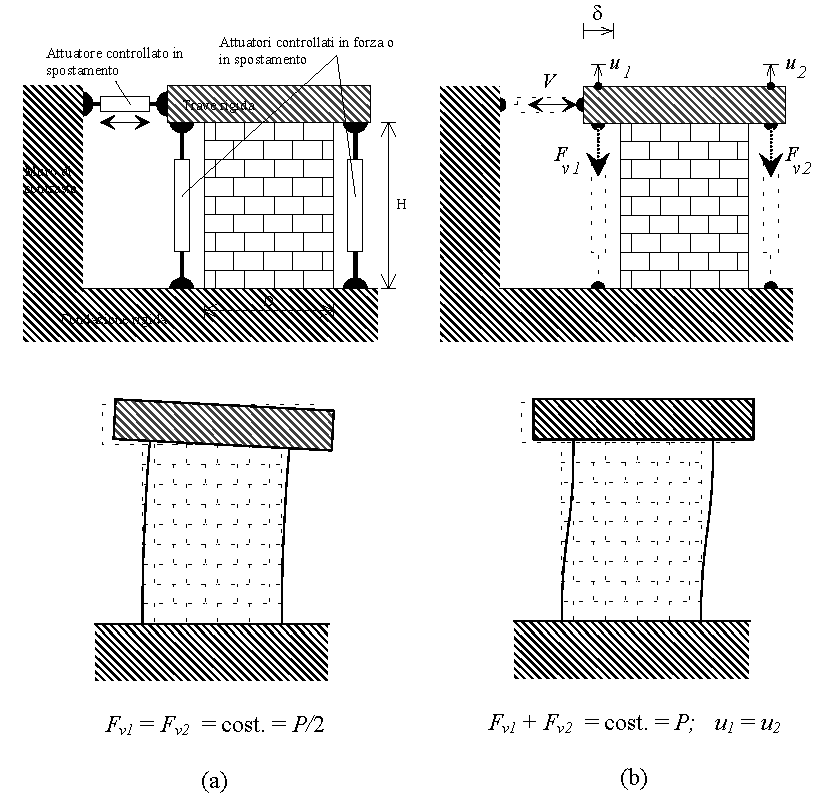 Attuatore controllato in
spostamento
Attuatori controllati in forza o
in spostamento
Trave rigida
H
D
Fondazione rigida
δ
u1
u2
V
Fv1
Fv2
Fv1 = Fv2 = cost. = P/2
(a)
Fv1 + Fv2 = cost. = P; u1 = u2
(b)